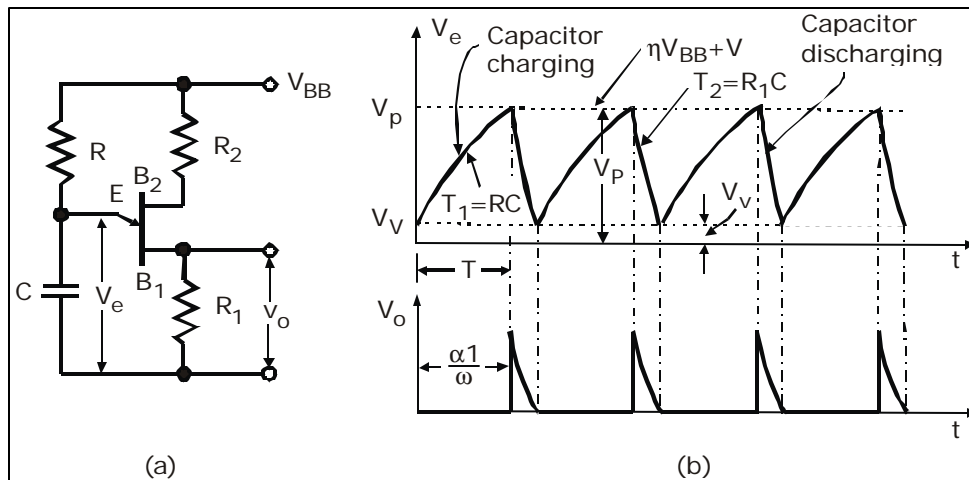 V_BB
R
R_2
B_2
E
B_1
C
V_e
R_1
v_o
(a)
V_e
Capacitor
charging
ηV_BB+V
Capacitor
discharging
T_2=R_1C
V_p
V_P
T_1=RC
V_v
V_V
t
T
V_o
α1
ω
t
(b)